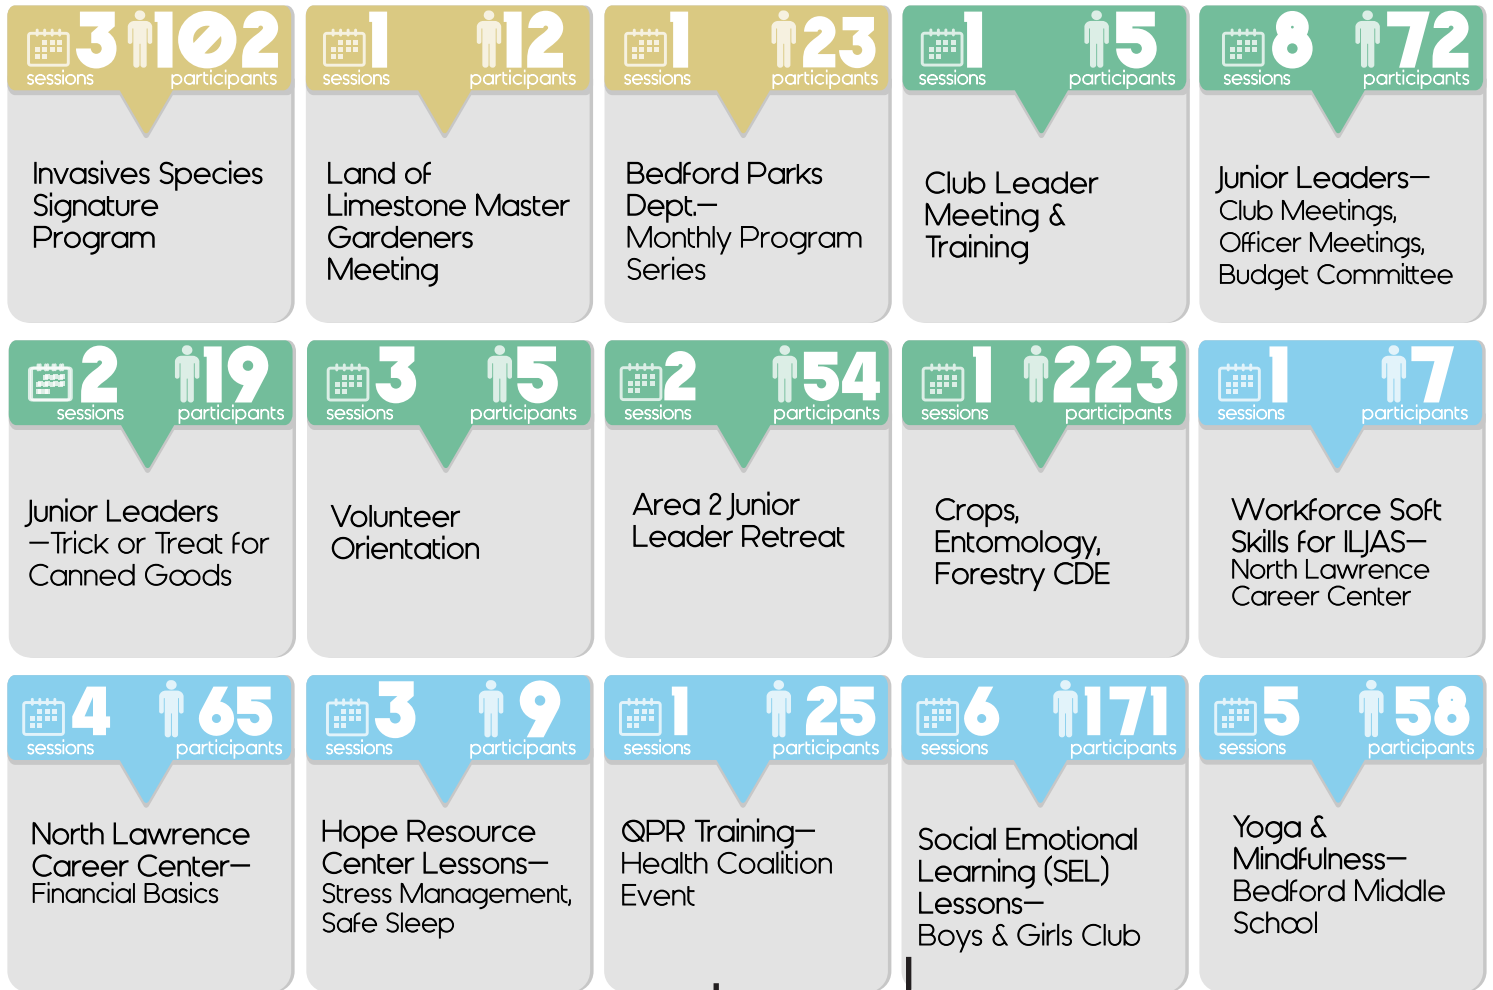 3 102
sessions participants
Invasives Species
Signature
Program
1 12
sessions participants
Land of
Limestone Master
Gardeners
Meeting
1 23
sessions participants
Bedford Parks
Dept.—
Monthly Program
Series
1 5
sessions participants
Club Leader
Meeting &
Training
8 72
sessions participants
Junior Leaders—
Club Meetings,
Officer Meetings,
Budget Committee
2 19
sessions participants
Junior Leaders
—Trick or Treat for
Canned Goods
3 5
sessions participants
Volunteer
Orientation
2 54
sessions participants
Area 2 Junior
Leader Retreat
1 223
sessions participants
Crops,
Entomology,
Forestry CDE
1 7
sessions participants
Workforce Soft
Skills for ILJAS—
North Lawrence
Career Center
4 65
sessions participants
North Lawrence
Career Center—
Financial Basics
3 9
sessions participants
Hope Resource
Center Lessons—
Stress Management,
Safe Sleep
1 25
sessions participants
QPR Training—
Health Coalition
Event
6 171
sessions participants
Social Emotional
Learning (SEL)
Lessons—
Boys & Girls Club
5 58
sessions participants
Yoga &
Mindfulness—
Bedford Middle
School